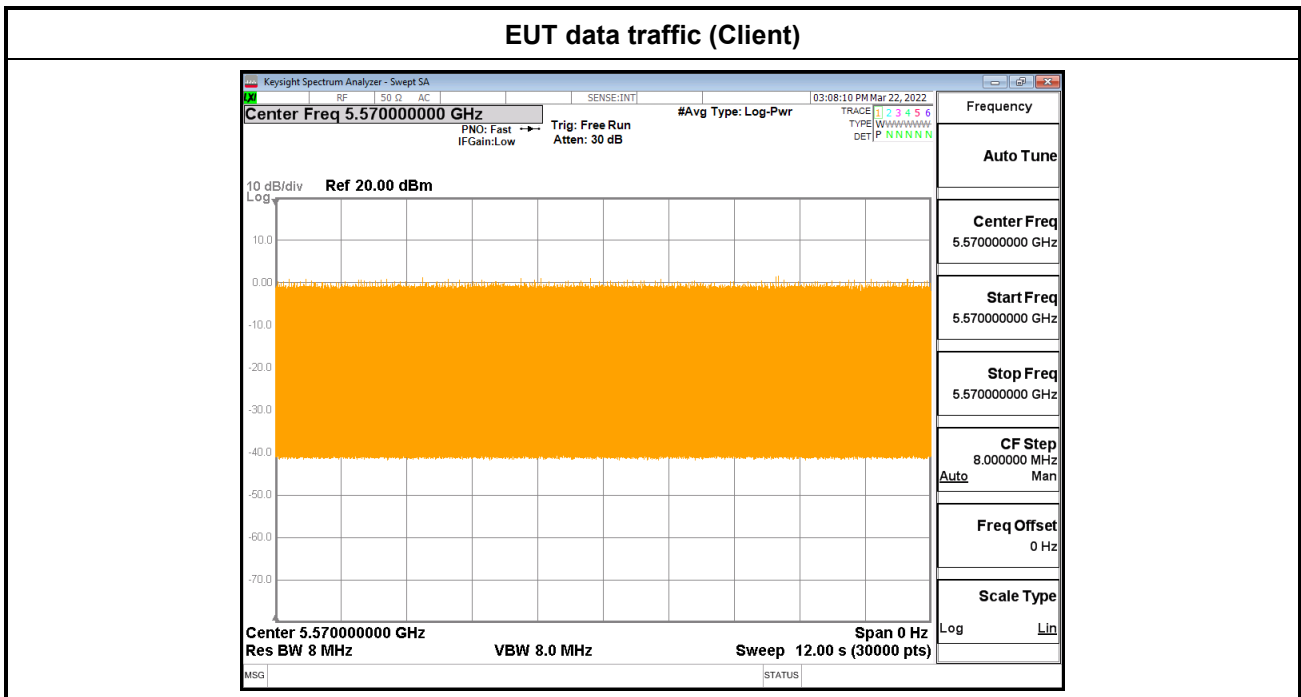 EUT data traffic (Client)
Keysight Spectrum Analyzer - Swept SA
LXI RF 50 Ω AC SENSE:INT 03:08:10 PM Mar 22, 2022
Center Freq 5.570000000 GHz #Avg Type: Log-Pwr TRACE 1 2 3 4 5 6
PNO: Fast Trig: Free Run TYPE WWWWWW
IFGain:Low Atten: 30 dB DET P N N N N N
10 dB/div Ref 20.00 dBm
Log
10.0
0.00
-10.0
-20.0
-30.0
-40.0
-50.0
-60.0
-70.0
Center 5.570000000 GHz Span 0 Hz
Res BW 8 MHz VBW 8.0 MHz Sweep 12.00 s (30000 pts)
MSG STATUS
Frequency
Auto Tune
Center Freq
5.570000000 GHz
Start Freq
5.570000000 GHz
Stop Freq
5.570000000 GHz
CF Step
8.000000 MHz
Auto Man
Freq Offset
0 Hz
Scale Type
Log Lin